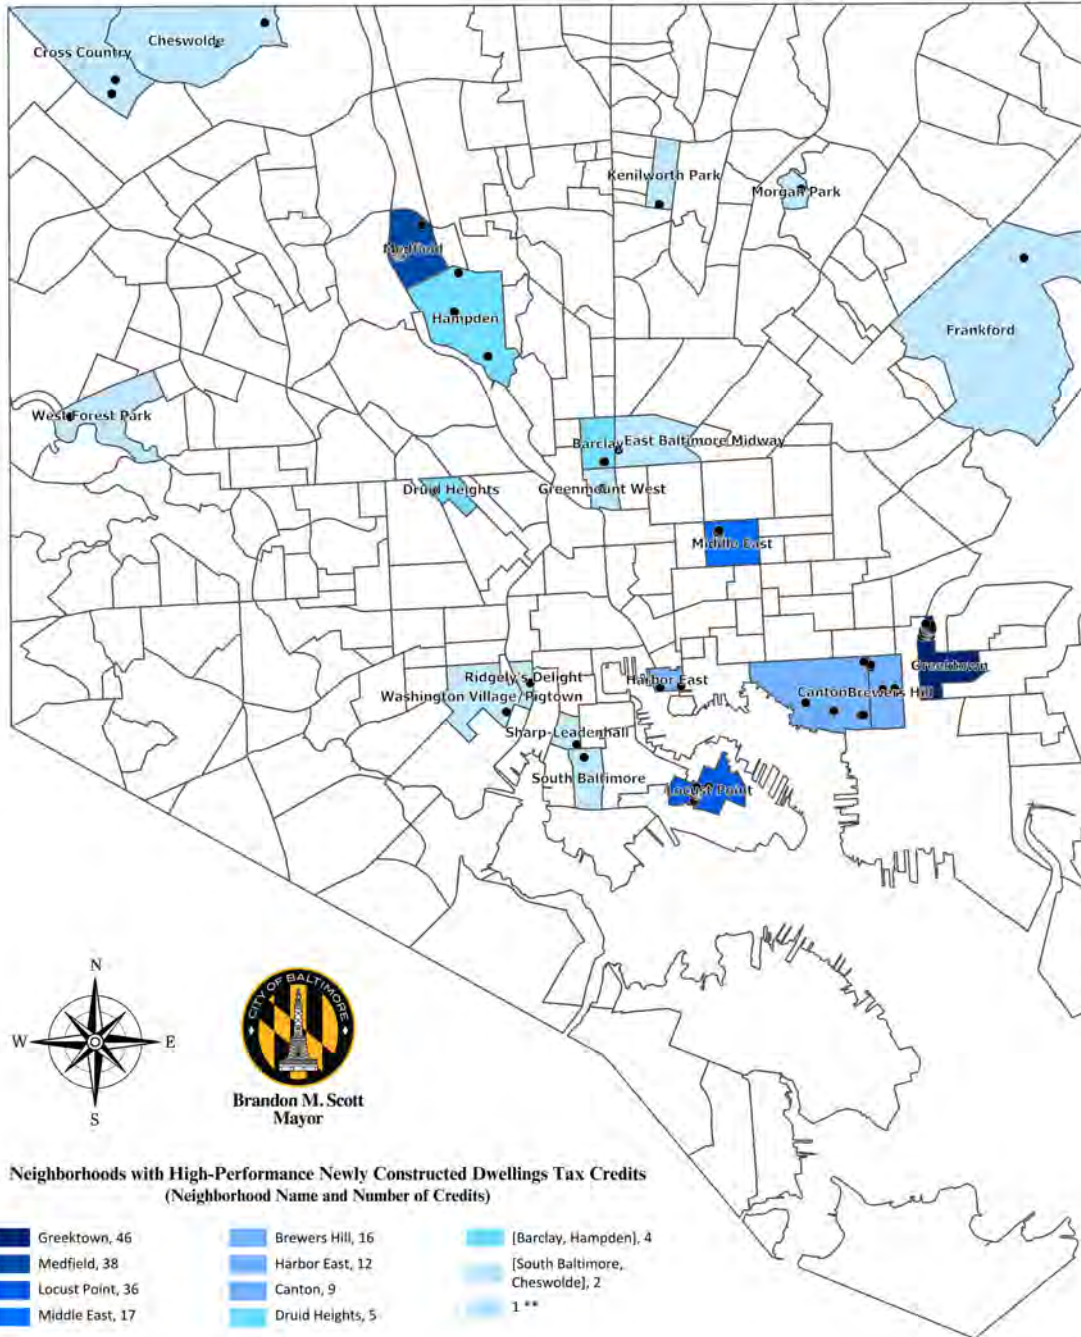 Cheswolde
Cross Country
Kenilworth Park
Morgan Park
Medfield
Hampden
Frankford
West Forest Park
Barclay
East Baltimore Midway
Druid Heights
Greenmount West
Middle East
Greektown
Ridgely's Delight
Harbor East
Washington Village/Pigtown
Canton
Brewers Hill
Sharp-Leadenhall
South Baltimore
Locust Point
N
W
E
S
CITY OF BALTIMORE
Brandon M. Scott
Mayor
Neighborhoods with High-Performance Newly Constructed Dwellings Tax Credits
(Neighborhood Name and Number of Credits)
Greektown, 46
Medfield, 38
Locust Point, 36
Middle East, 17
Brewers Hill, 16
Harbor East, 12
Canton, 9
Druid Heights, 5
[Barclay, Hampden], 4
[South Baltimore,
Cheswolde], 2
1 **